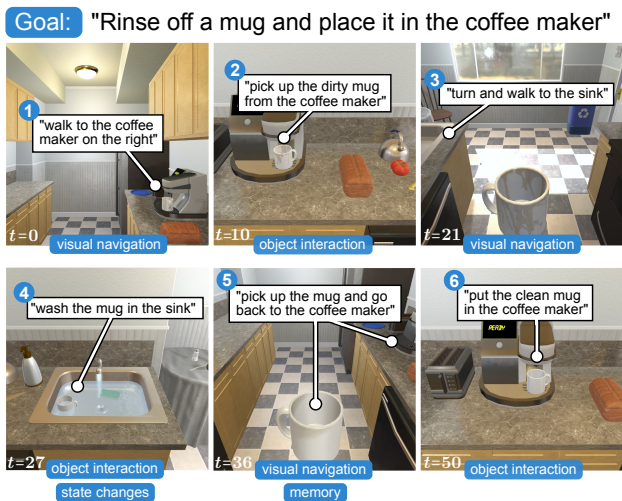 Goal: "Rinse off a mug and place it in the coffee maker"
1
"walk to the coffee
maker on the right"
t=0
visual navigation
2
"pick up the dirty mug
from the coffee maker"
t=10
object interaction
3
"turn and walk to the sink"
t=21
visual navigation
4
"wash the mug in the sink"
t=27
object interaction
state changes
5
"pick up the mug and go
back to the coffee maker"
t=36
visual navigation
memory
6
"put the clean mug
in the coffee maker"
READY
t=50
object interaction